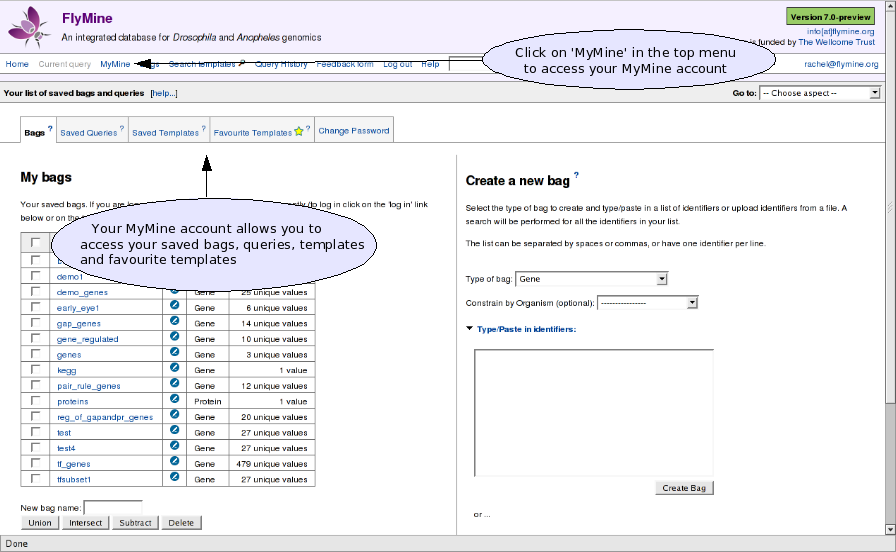 FlyMine
An integrated database for Drosophila and Anopheles genomics
Version 7.0-preview
info[at]flymine.org
is funded by The Wellcome Trust
Home Current query MyMine Search templates Query History Feedback form Log out Help
rachel@flymine.org
Click on 'MyMine' in the top menu
to access your MyMine account
Your list of saved bags and queries [help...]
Go to: -- Choose aspect --
Bags ? Saved Queries ? Saved Templates ? Favourite Templates ? Change Password
My bags
Your saved bags. If you are (to log in click on the 'log in' link
below or on the
Your MyMine account allows you to
access your saved bags, queries, templates
and favourite templates
demo1
demo_genes Gene 25 unique values
early_eye1 Gene 6 unique values
gap_genes Gene 14 unique values
gene_regulated Gene 10 unique values
genes Gene 3 unique values
kegg Gene 1 value
pair_rule_genes Gene 12 unique values
proteins Protein 1 value
reg_of_gapandpr_genes Gene 20 unique values
test Gene 27 unique values
test4 Gene 27 unique values
tf_genes Gene 479 unique values
tfsubset1 Gene 27 unique values
New bag name:
Union Intersect Subtract Delete
Create a new bag ?
Select the type of bag to create and type/paste in a list of identifiers or upload identifiers from a file. A
search will be performed for all the identifiers in your list.
The list can be separated by spaces or commas, or have one identifier per line.
Type of bag: Gene
Constrain by Organism (optional): ----------------
Type/Paste in identifiers:
Create Bag
or ...
Done